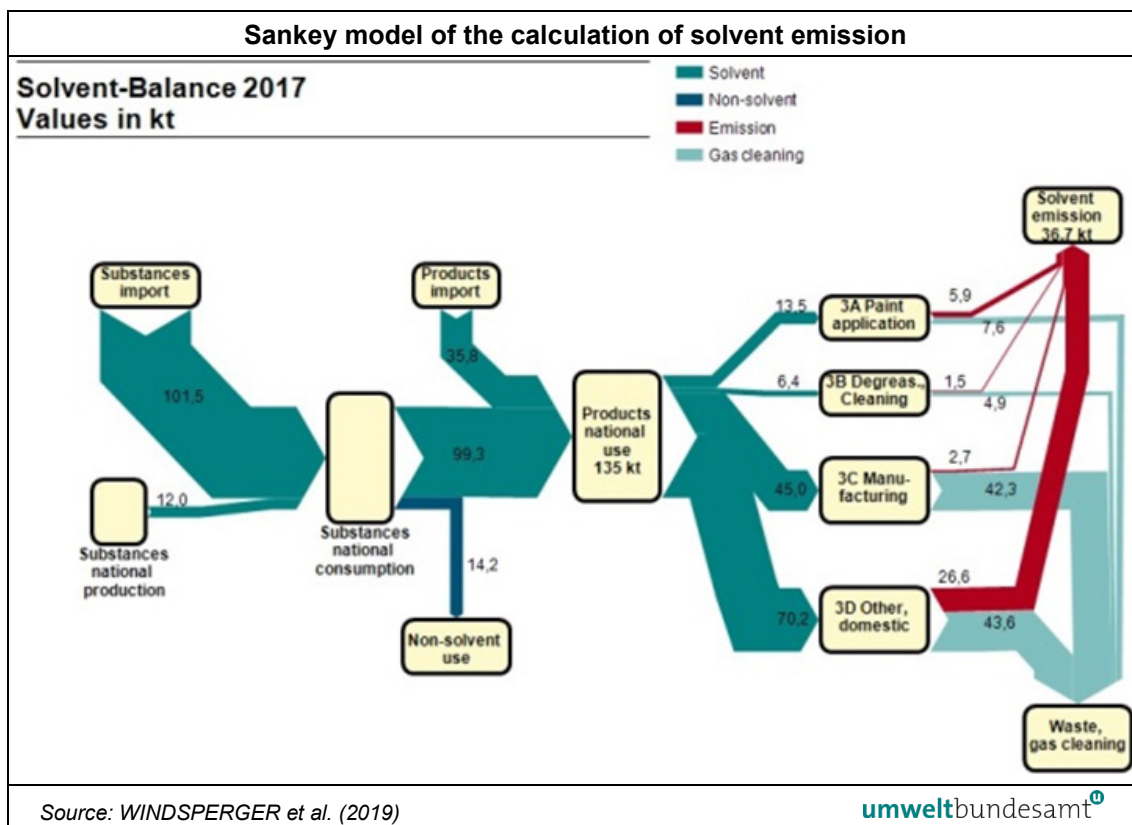 Sankey model of the calculation of solvent emission
Solvent-Balance 2017
Values in kt
Solvent
Non-solvent
Emission
Gas cleaning
Solvent
emission
36.7 kt
Substances
import
Products
import
101,5
35,8
12,0
Substances
national
production
Substances
national
consumption
99,3
14,2
Non-solvent
use
Products
national
use
135 kt
13,5
3A Paint
application
5,9
7,6
6,4
3B Degreas.,
Cleaning
1,5
4,9
45,0
3C Manu-
facturing
2,7
42,3
70,2
3D Other,
domestic
26,6
43,6
Waste,
gas cleaning
Source: WINDSPERGER et al. (2019)
umweltbundesamt
u